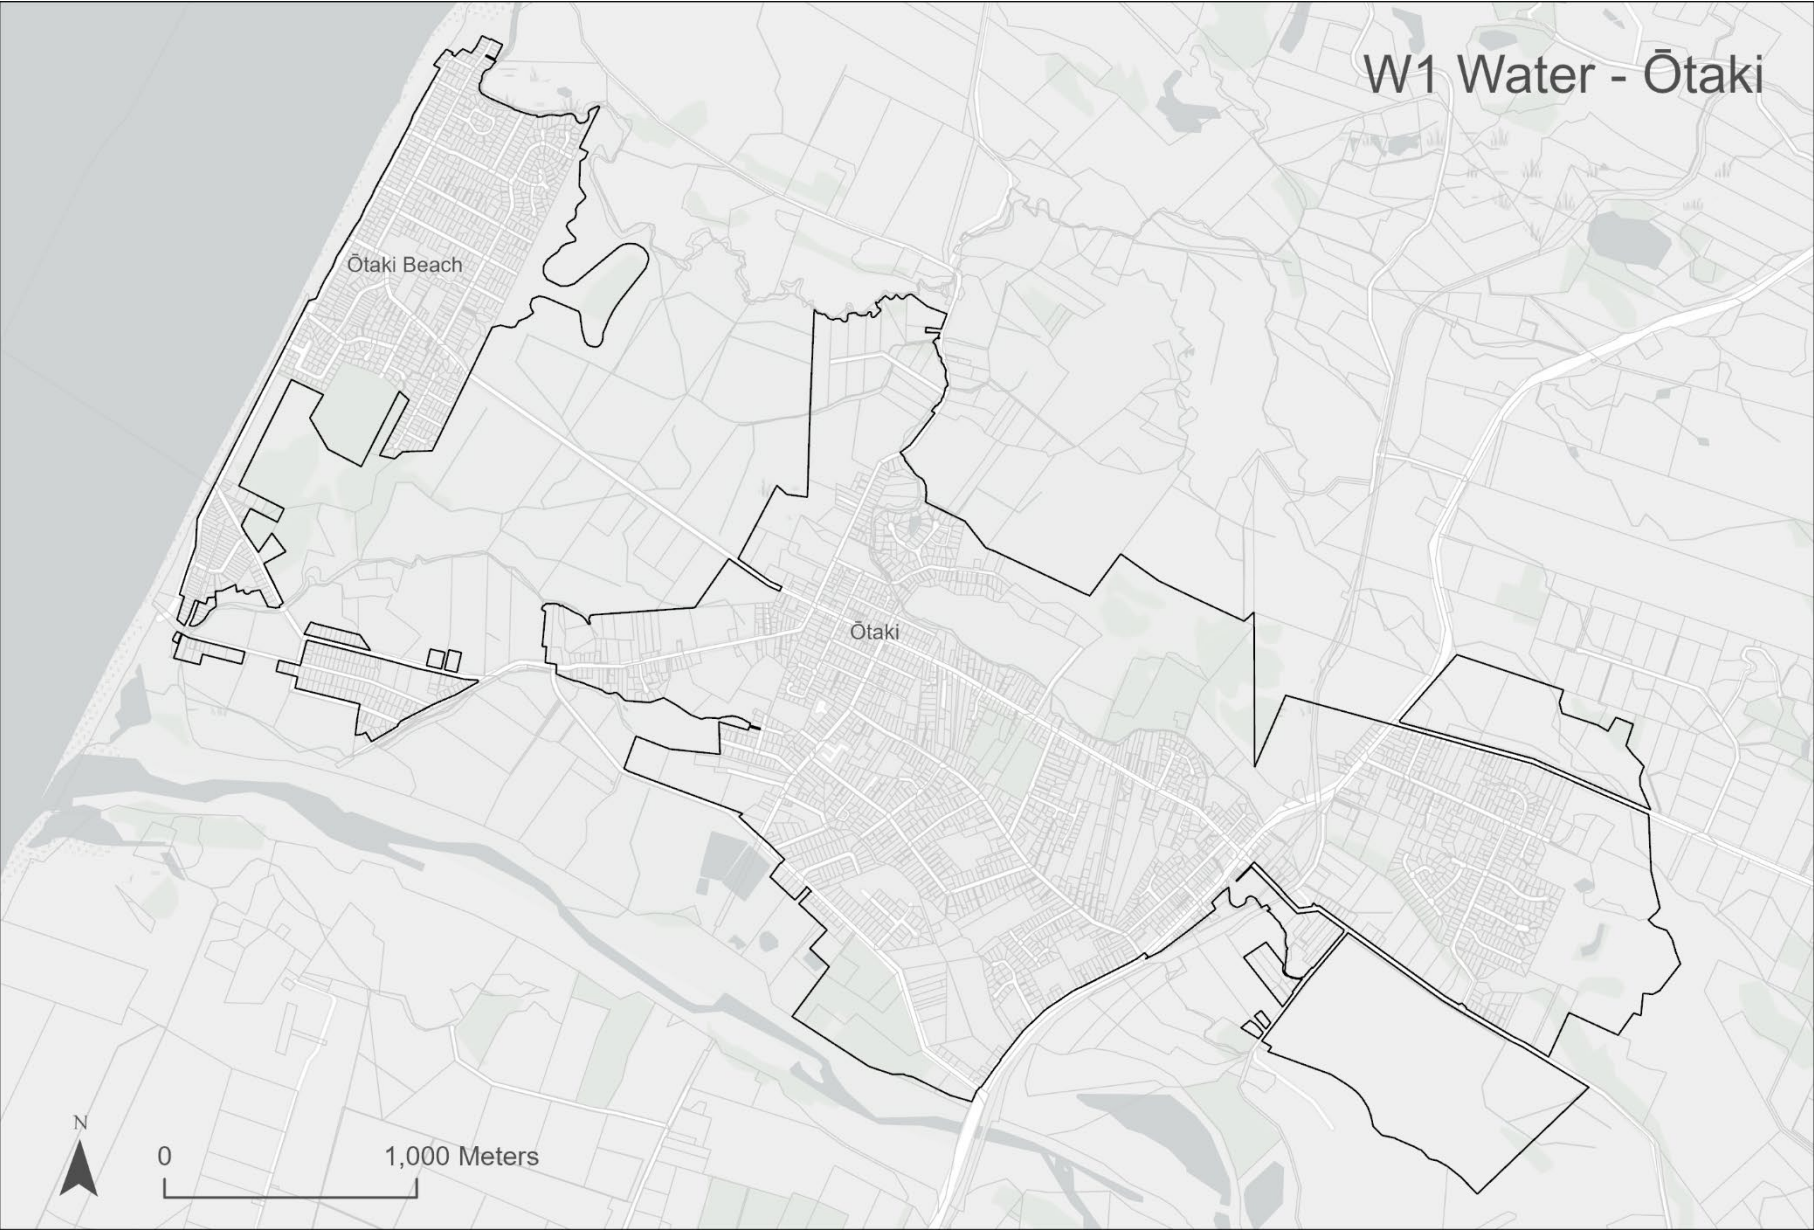 W1 Water - Ōtaki
Ōtaki Beach
Ōtaki
N
0
1,000 Meters